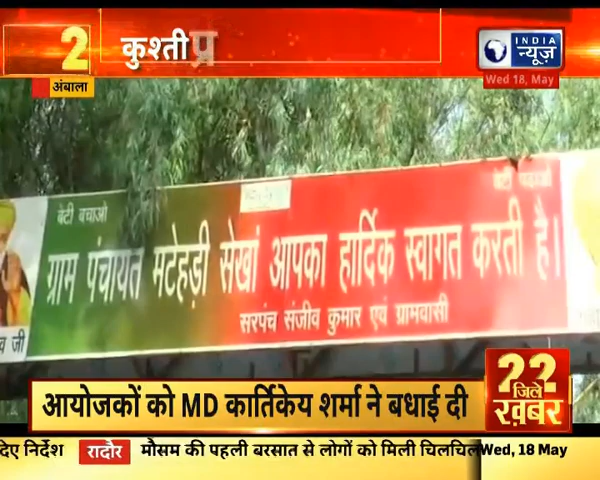 2
कुश्ती प्र
INDIA
न्यूज़
Wed 18, May
अंबाला
बेटी बचाओ
बेटी पढ़ाओ
ग्राम पंचायत मटेहड़ी सेखां आपका हार्दिक स्वागत करती है।
सरपंच संजीव कुमार एवं ग्रामवासी
व जी
आयोजकों को MD कार्तिकेय शर्मा ने बधाई दी
22
जिले
ख़बर
दिए निर्देश रादौर मौसम की पहली बरसात से लोगों को मिली चिलचिल
Wed, 18 May